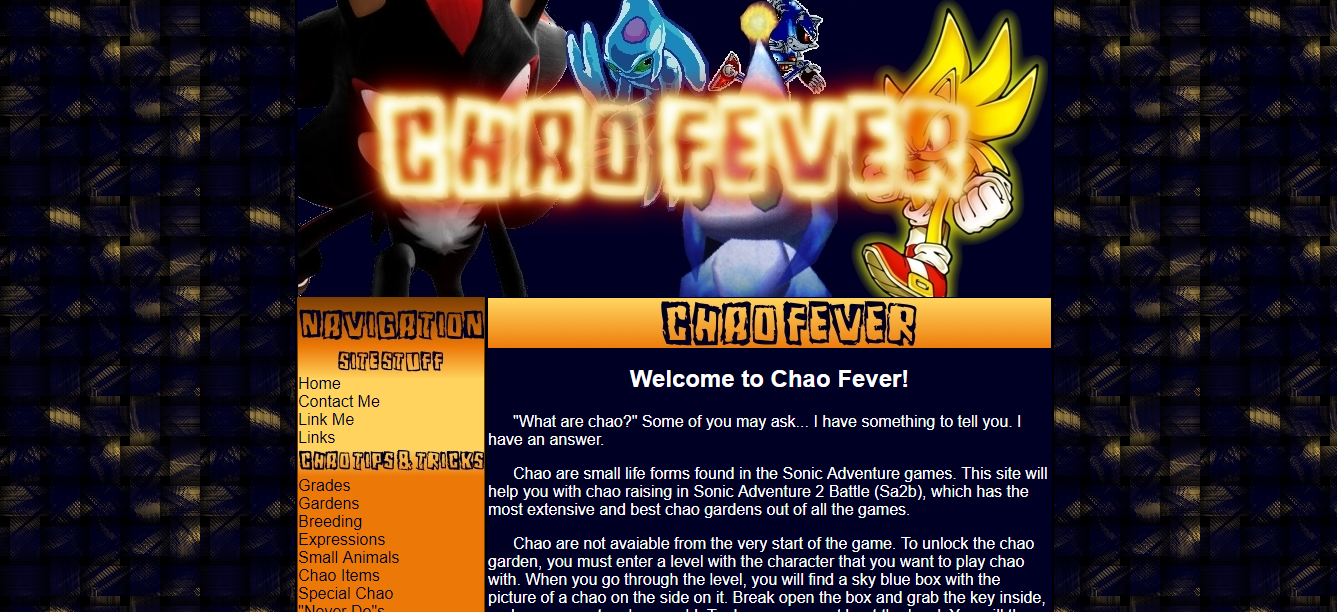 CHAO FEVER
NAVIGATION
SITE STUFF
Home
Contact Me
Link Me
Links
CHAO TIPS & TRICKS
Grades
Gardens
Breeding
Expressions
Small Animals
Chao Items
Special Chao
"Never Do"s
CHAO FEVER
Welcome to Chao Fever!
"What are chao?" Some of you may ask... I have something to tell you. I
have an answer.
Chao are small life forms found in the Sonic Adventure games. This site will
help you with chao raising in Sonic Adventure 2 Battle (Sa2b), which has the
most extensive and best chao gardens out of all the games.
Chao are not avaiable from the very start of the game. To unlock the chao
garden, you must enter a level with the character that you want to play chao
with. When you go through the level, you will find a sky blue box with the
picture of a chao on the side on it. Break open the box and grab the key inside,